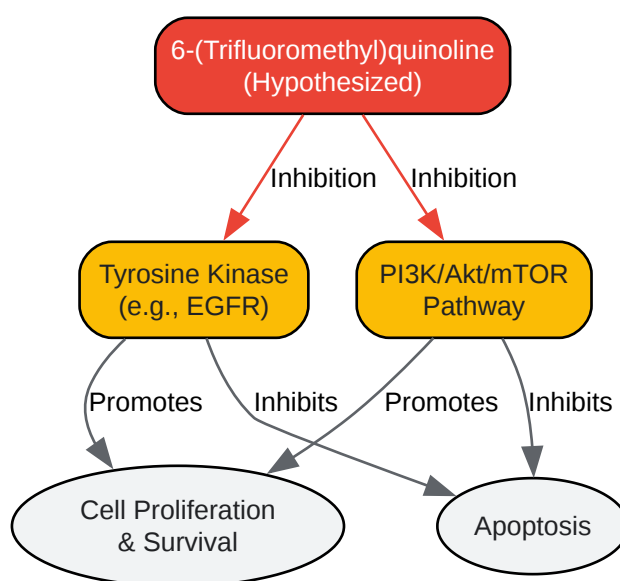 6-(Trifluoromethyl)quinoline
(Hypothesized)
Inhibition
Inhibition
Tyrosine Kinase
(e.g., EGFR)
PI3K/Akt/mTOR
Pathway
Promotes
Inhibits
Promotes
Inhibits
Cell Proliferation
& Survival
Apoptosis